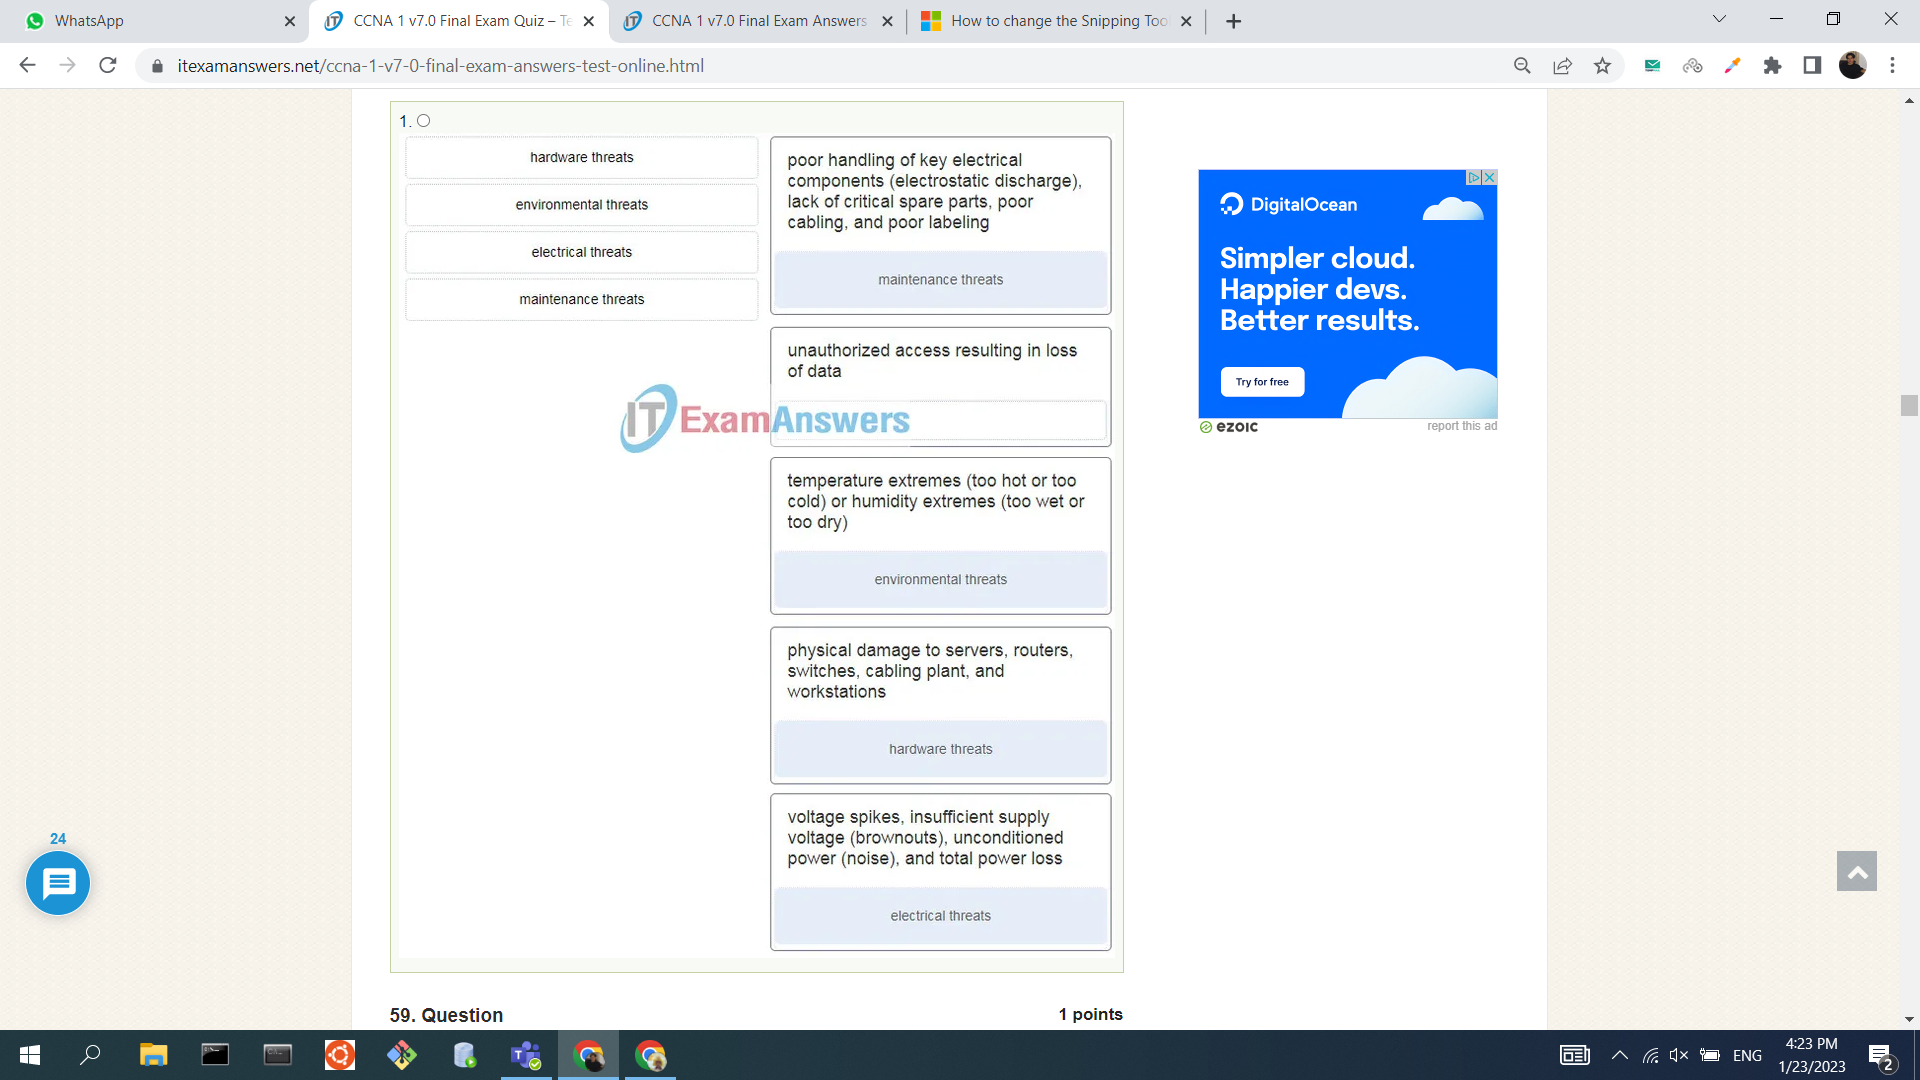 WhatsApp
CCNA 1 v7.0 Final Exam Quiz – Te
CCNA 1 v7.0 Final Exam Answers
How to change the Snipping Too
itexamanswers.net/ccna-1-v7-0-final-exam-answers-test-online.html
1.
hardware threats
environmental threats
electrical threats
maintenance threats
poor handling of key electrical
components (electrostatic discharge),
lack of critical spare parts, poor
cabling, and poor labeling
maintenance threats
unauthorized access resulting in loss
of data
IT ExamAnswers
temperature extremes (too hot or too
cold) or humidity extremes (too wet or
too dry)
environmental threats
physical damage to servers, routers,
switches, cabling plant, and
workstations
hardware threats
voltage spikes, insufficient supply
voltage (brownouts), unconditioned
power (noise), and total power loss
electrical threats
DigitalOcean
Simpler cloud.
Happier devs.
Better results.
Try for free
ezoic
report this ad
24
59. Question
1 points
ENG
4:23 PM
1/23/2023
2